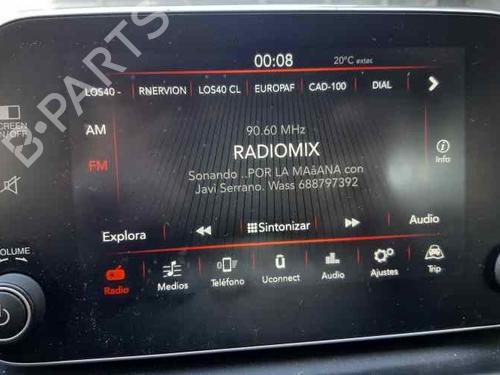 B-PARTS
00:08 20°C extec
LOS40 - RNERVION LOS40 CL EUROPAF CAD-100 DIAL
SCREEN ON/OFF
AM
90.60 MHz
RADIOMIX
FM
Info
Sonando ..POR LA MAáANA con
Javi Serrano. Wass 688797392
Explora Sintonizar Audio
VOLUME
Radio Medios Teléfono Uconnect Audio Ajustes Trip